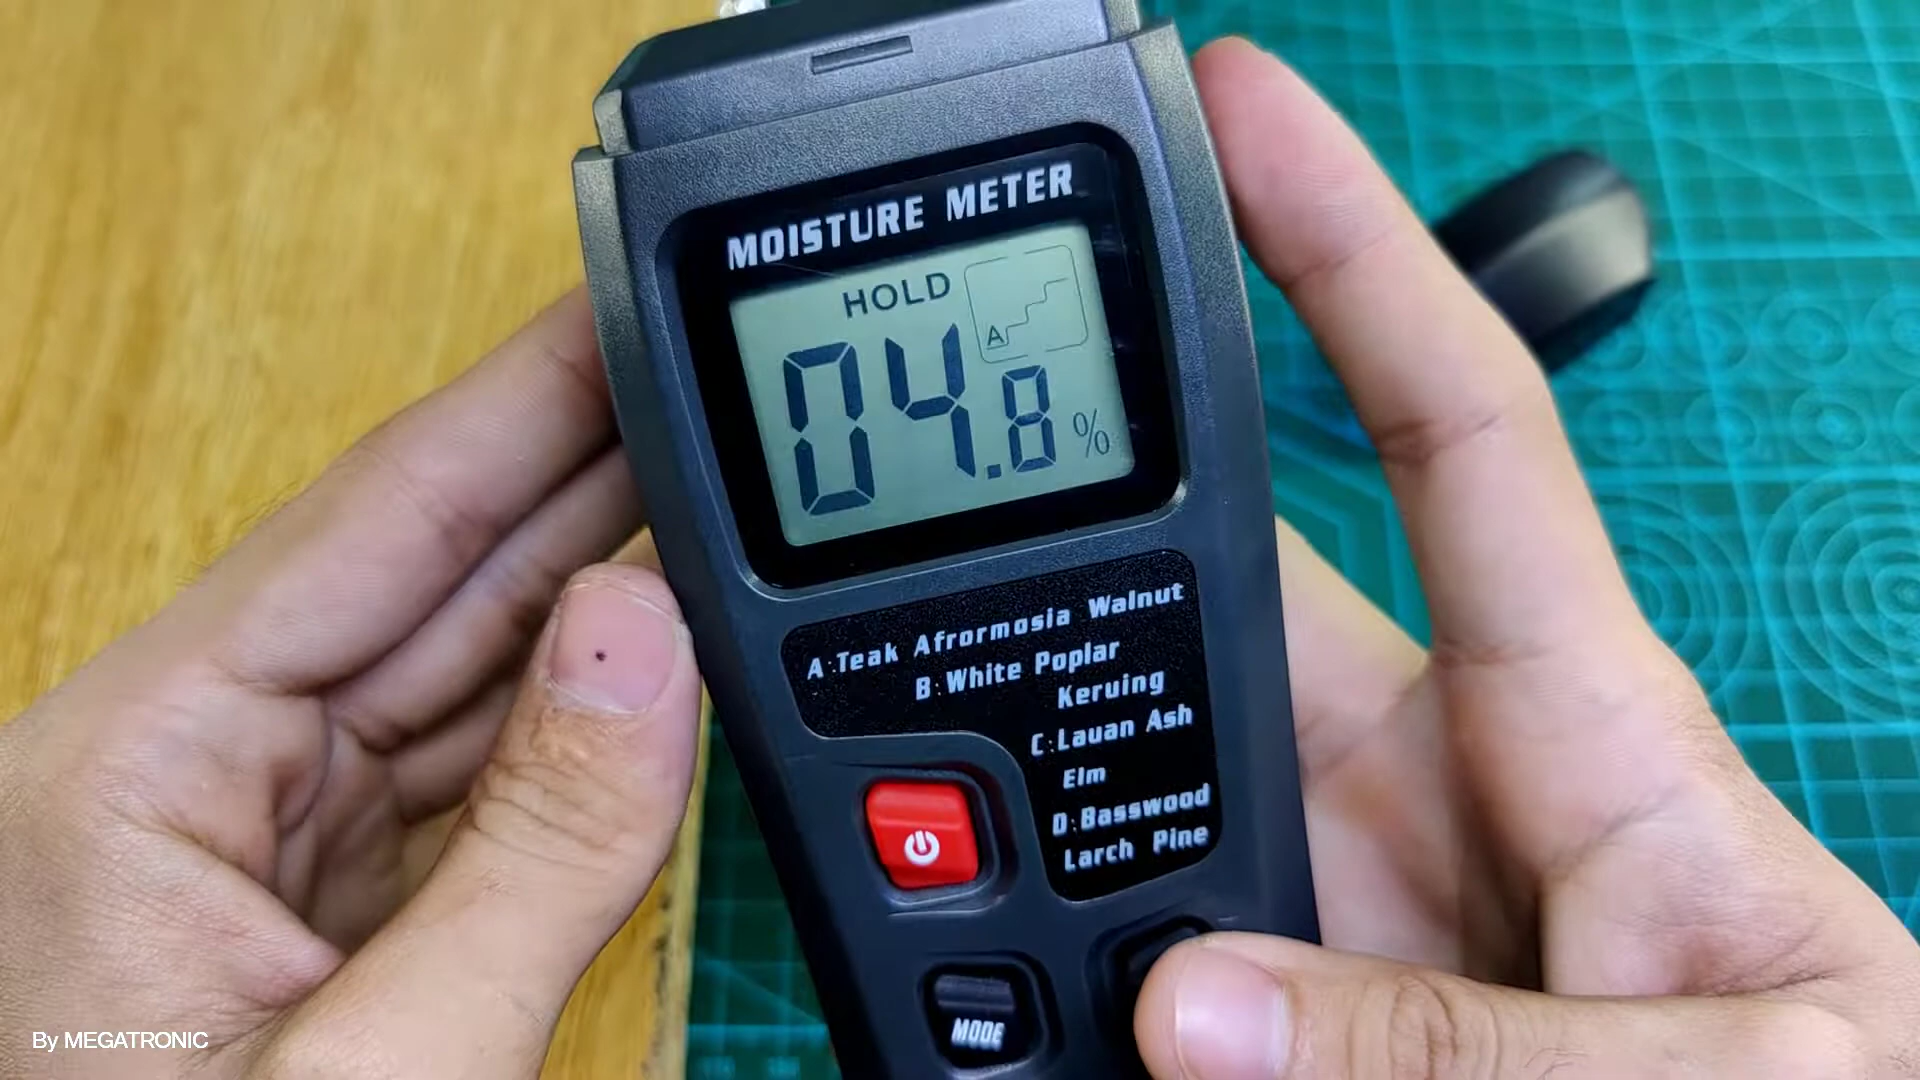 MOISTURE METER
HOLD
A
04.8 %
A:Teak Afrormosia Walnut
B:White Poplar
Keruing
C:Lauan Ash
Elm
D:Basswood
Larch Pine
MODE
By MEGATRONIC